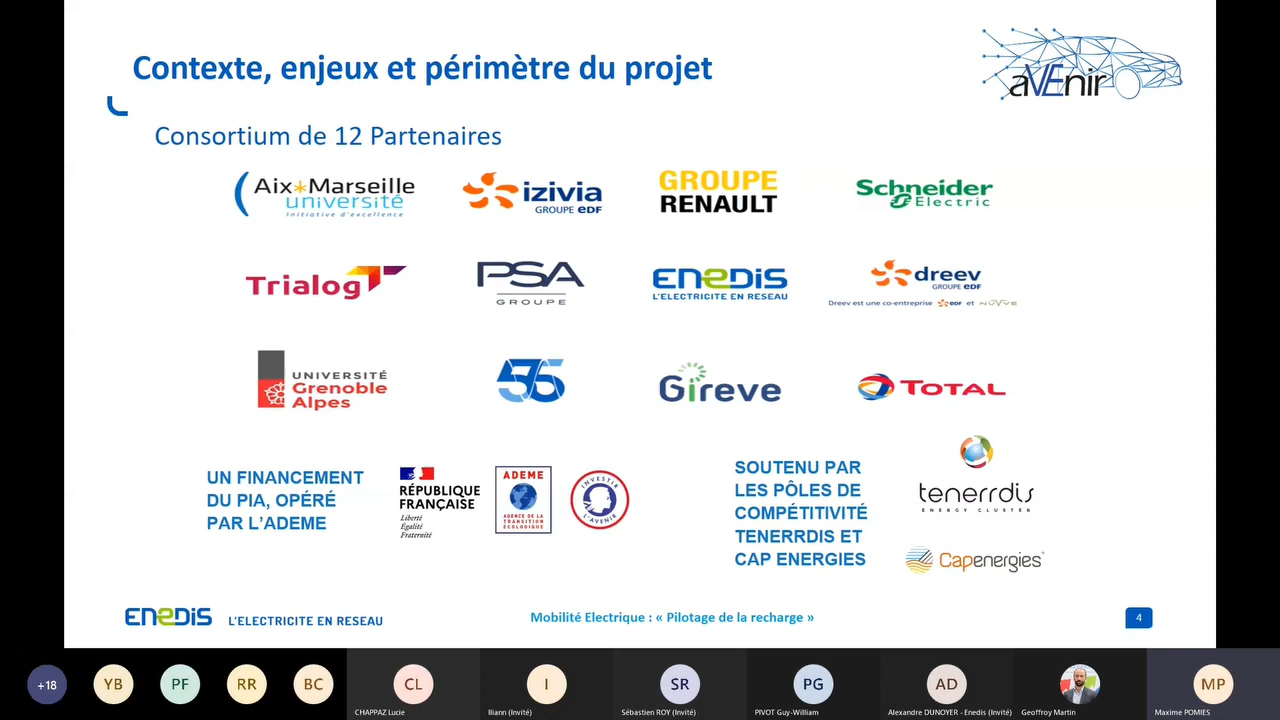 Contexte, enjeux et périmètre du projet
aVEnir
Consortium de 12 Partenaires
Aix*Marseille
université
Initiative d'excellence
izivia
GROUPE EDF
GROUPE
RENAULT
Schneider
Electric
Trialog
PSA
GROUPE
ENEDIS
L'ELECTRICITE EN RESEAU
dreev
GROUPE EDF
Dreev est une co-entreprise edf et NUVVE
UNIVERSITÉ
Grenoble
Alpes
56
Gireve
TOTAL
UN FINANCEMENT
DU PIA, OPÉRÉ
PAR L'ADEME
RÉPUBLIQUE
FRANÇAISE
Liberté
Égalité
Fraternité
ADEME
AGENCE DE LA
TRANSITION
ÉCOLOGIQUE
INVESTIR
L'AVENIR
SOUTENU PAR
LES PÔLES DE
COMPÉTITIVITÉ
TENERRDIS ET
CAP ENERGIES
tenerrdis
ENERGY CLUSTER
Capenergies
ENEDIS
L'ELECTRICITE EN RESEAU
Mobilité Electrique : « Pilotage de la recharge »
4
+18
YB
PF
RR
BC
CL
CHAPPAZ Lucie
I
Iliann (Invité)
SR
Sébastien ROY (Invité)
PG
PIVOT Guy-William
AD
Alexandre DUNOYER - Enedis (Invité)
Geoffroy Martin
MP
Maxime POMIES